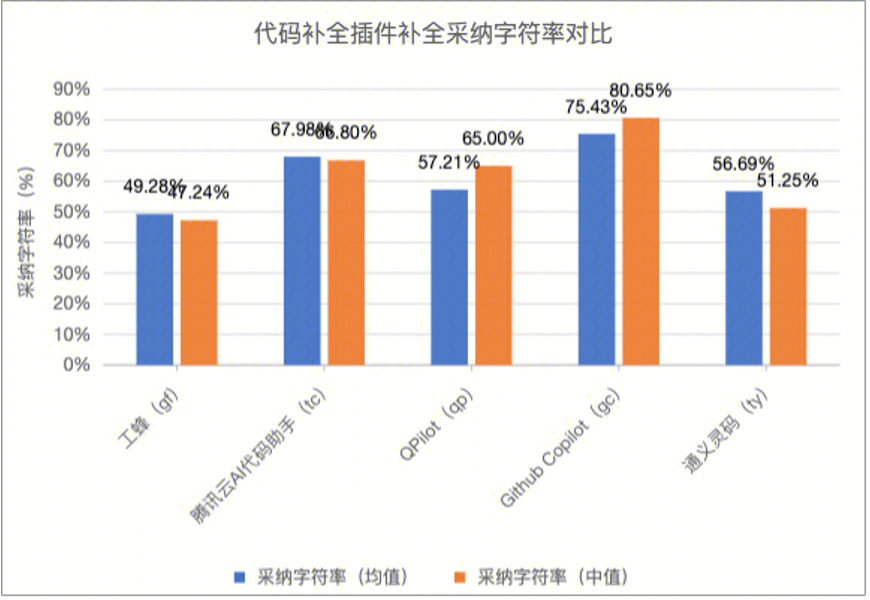 代码补全插件补全采纳字符率对比
采纳字符率（%）
90%
80%
70%
60%
50%
40%
30%
20%
10%
0%
49.28%
47.24%
67.98%
66.80%
57.21%
65.00%
75.43%
80.65%
56.69%
51.25%
工蜂（gf）
腾讯云AI代码助手（tc）
QPilot（qp）
Github Copilot（gc）
通义灵码（ty）
采纳字符率（均值）
采纳字符率（中值）